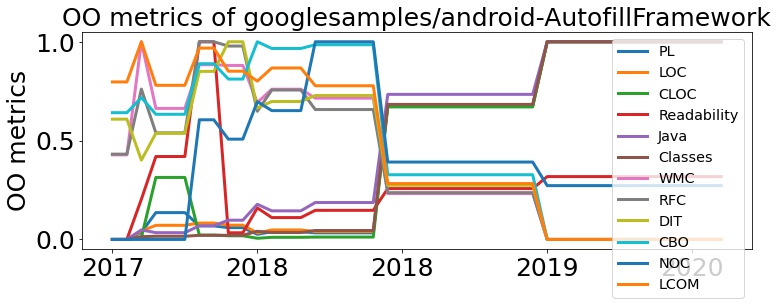 OO metrics of googlesamples/android-AutofillFramework
OO metrics
1.0
0.5
0.0
2017
2018
2018
2019
2020
PL
LOC
CLOC
Readability
Java
Classes
WMC
RFC
DIT
CBO
NOC
LCOM